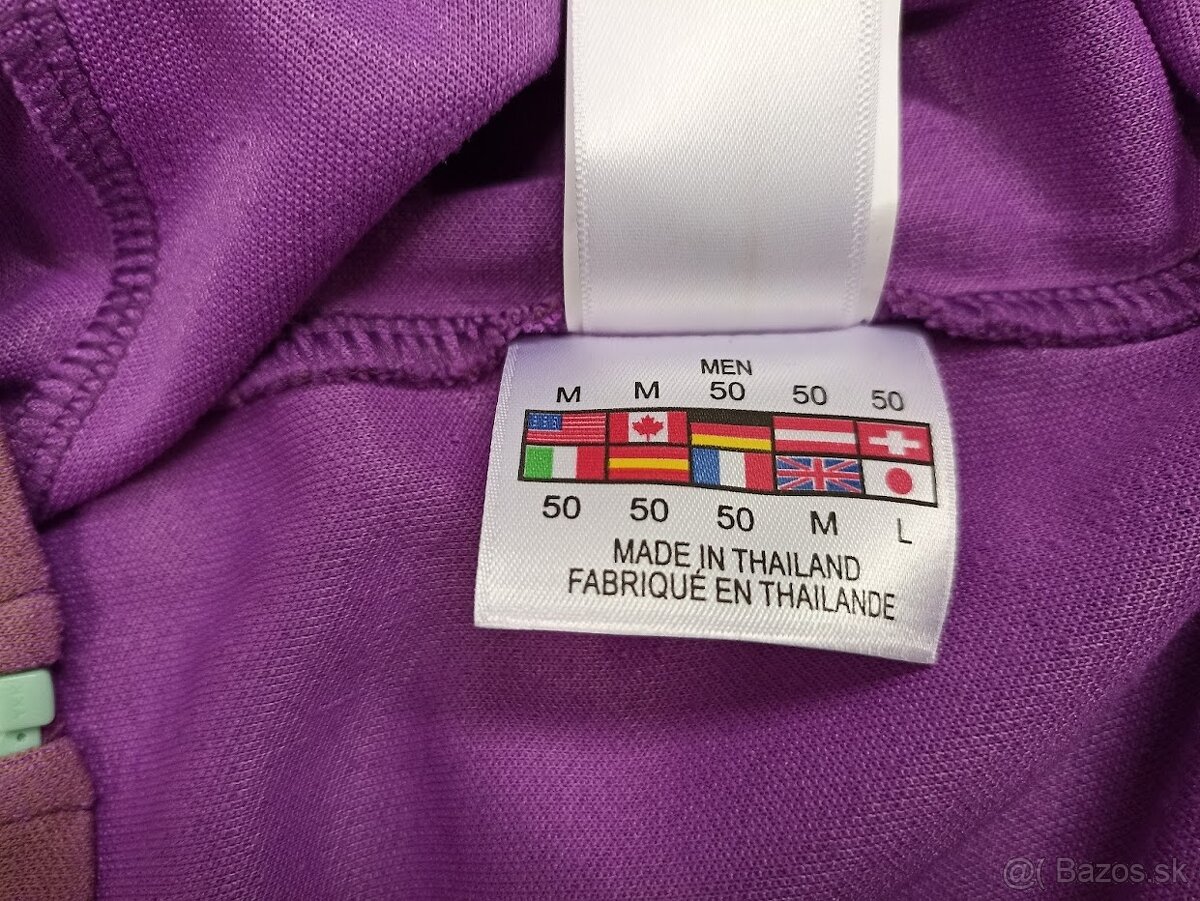 MEN
M M 50 50 50
50 50 50 M L
MADE IN THAILAND
FABRIQUÉ EN THAILANDE
@( Bazos.sk